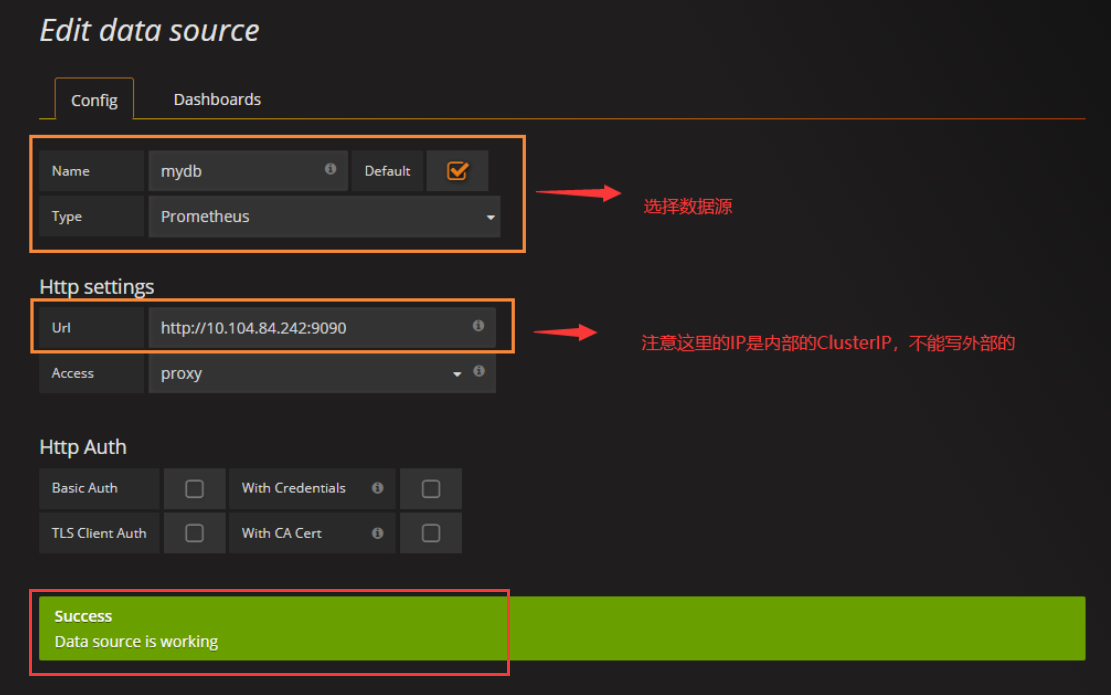 Edit data source
Config
Dashboards
Name
mydb
Default
Type
Prometheus
选择数据源
Http settings
Url
http://10.104.84.242:9090
注意这里的IP是内部的ClusterIP，不能写外部的
Access
proxy
Http Auth
Basic Auth
With Credentials
TLS Client Auth
With CA Cert
Success
Data source is working